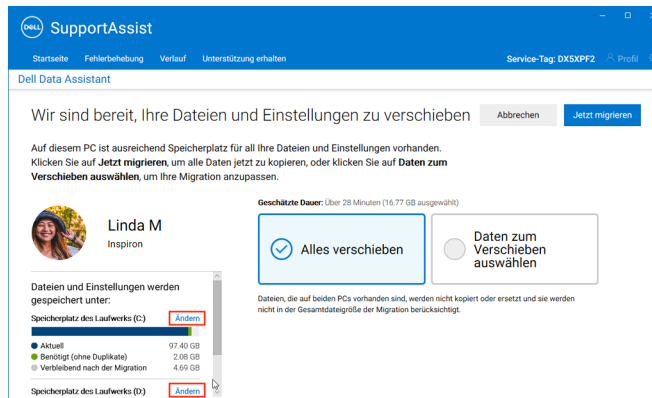 DELL SupportAssist
Startseite Fehlerbehebung Verlauf Unterstützung erhalten Service-Tag: DX5XPF2 Profil
Dell Data Assistant
Wir sind bereit, Ihre Dateien und Einstellungen zu verschieben Abbrechen Jetzt migrieren
Auf diesem PC ist ausreichend Speicherplatz für all Ihre Dateien und Einstellungen vorhanden.
Klicken Sie auf Jetzt migrieren, um alle Daten jetzt zu kopieren, oder klicken Sie auf Daten zum
Verschieben auswählen, um Ihre Migration anzupassen.
Geschätzte Dauer: Über 28 Minuten (16.77 GB ausgewählt)
Linda M
Inspiron
Alles verschieben
Daten zum
Verschieben
auswählen
Dateien, die auf beiden PCs vorhanden sind, werden nicht kopiert oder ersetzt und sie werden
nicht in der Gesamtdateigröße der Migration berücksichtigt.
Dateien und Einstellungen werden
gespeichert unter:
Speicherplatz des Laufwerks (C:) Ändern
Aktuell 97.40 GB
Benötigt (ohne Duplikate) 2.08 GB
Verbleibend nach der Migration 4.69 GB
Speicherplatz des Laufwerks (D:) Ändern